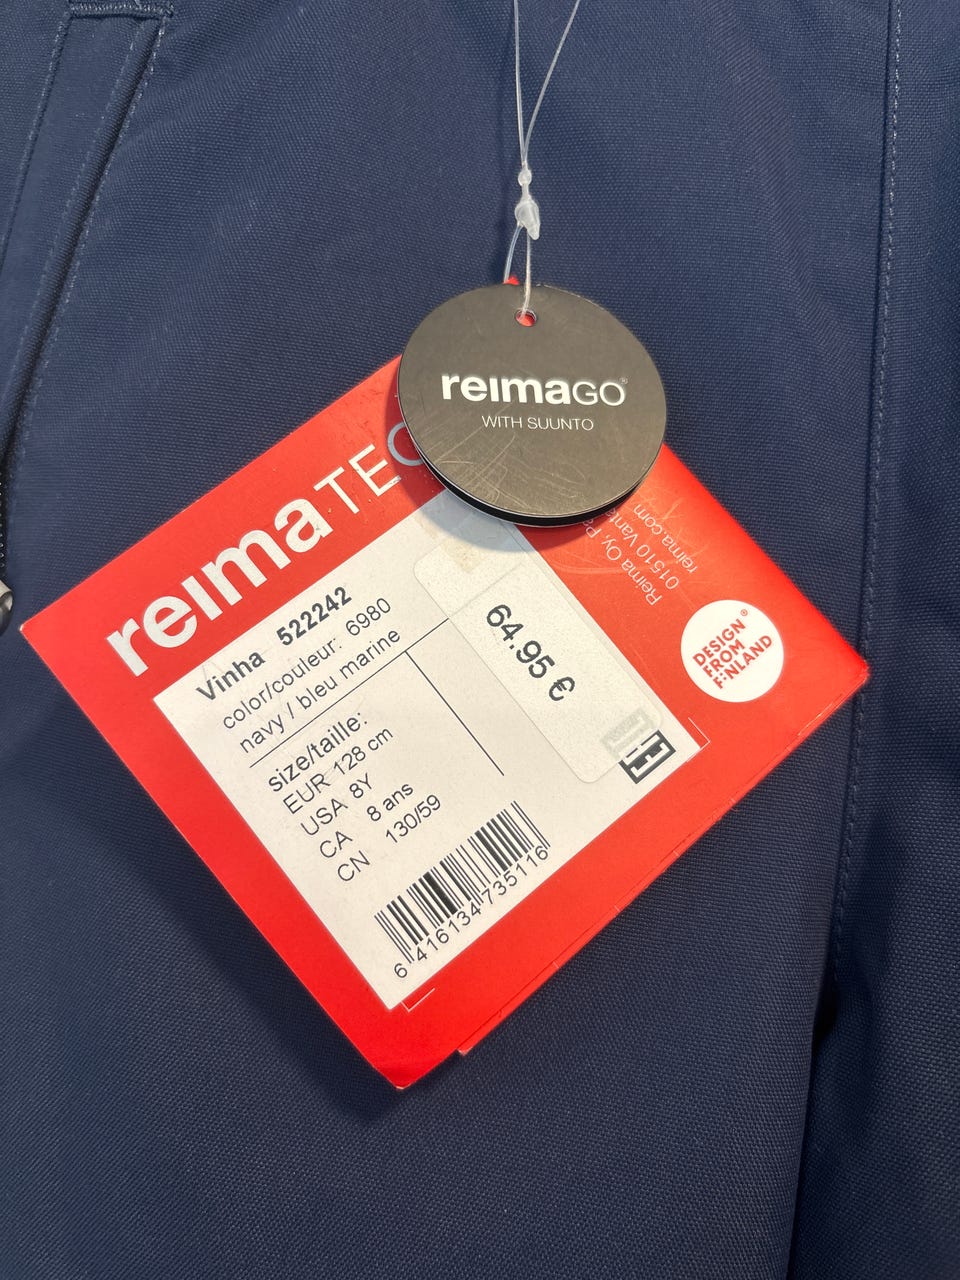 reimaGO®
WITH SUUNTO
reima TEC
Vinha 522242
color/couleur: 6980
navy / bleu marine
size/taille:
EUR 128 cm
USA 8Y
CA 8 ans
CN 130/59
6 416134 735116
64.95 €
Reima Oy,
01510
reima.com
DESIGN®
FROM
FINLAND